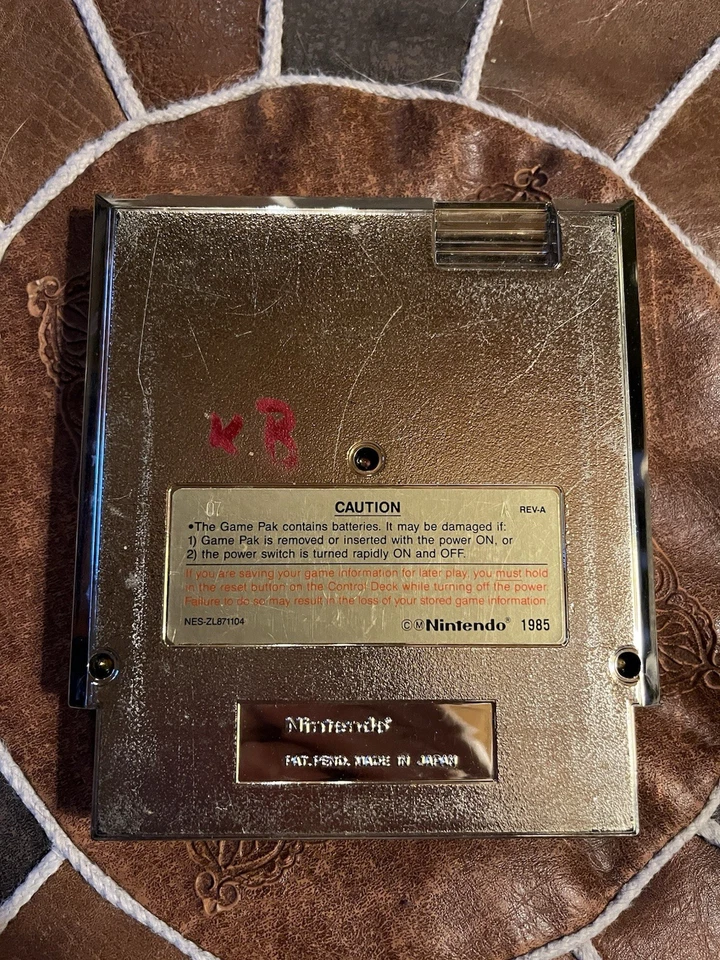 K B
07 CAUTION A REV-A
•The Game Pak contains batteries. It may be damaged if:
1) Game Pak is removed or inserted with the power ON, or
2) the power switch is turned rapidly ON and OFF.
If you are saving your game information for later play, you must hold
in the reset button on the Control Deck while turning off the power.
Failure to do so may result in the loss of your stored game information.
NES-ZL871104 ©ⓂNintendo® 1985
Nintendo®
PAT. PEND. MADE IN JAPAN